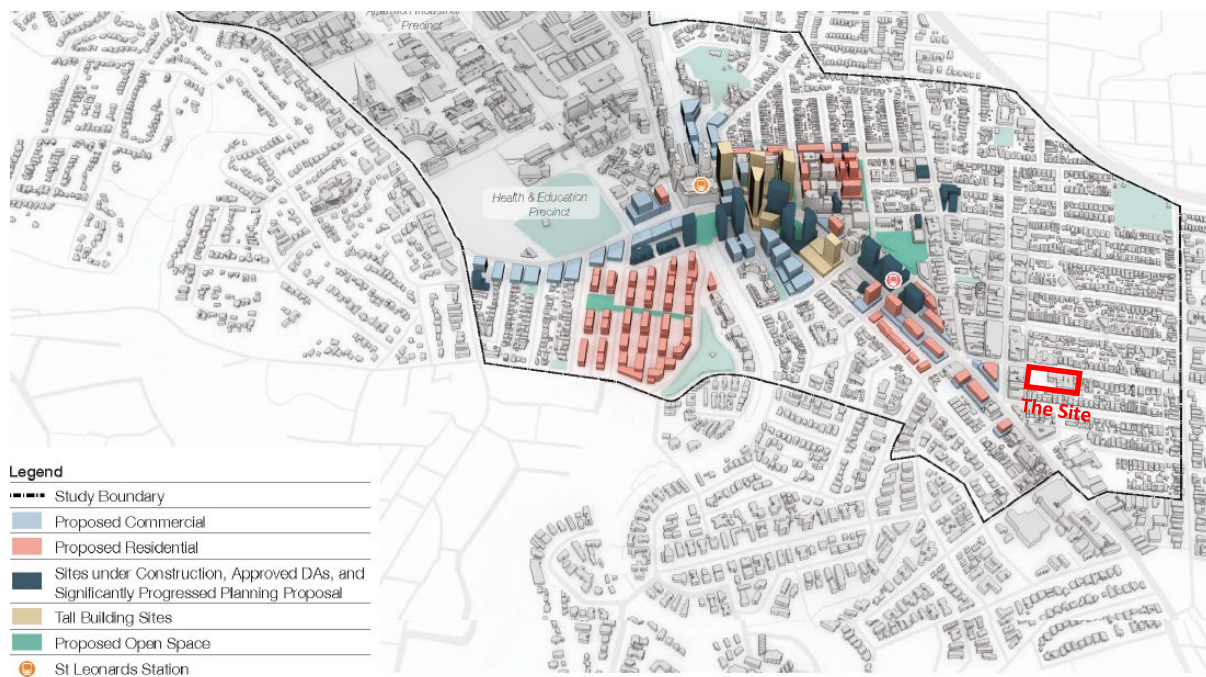 Precinct
Health & Education
Precinct
The Site
Legend
Study Boundary
Proposed Commercial
Proposed Residential
Sites under Construction, Approved DAs, and
Significantly Progressed Planning Proposal
Tall Building Sites
Proposed Open Space
St Leonards Station